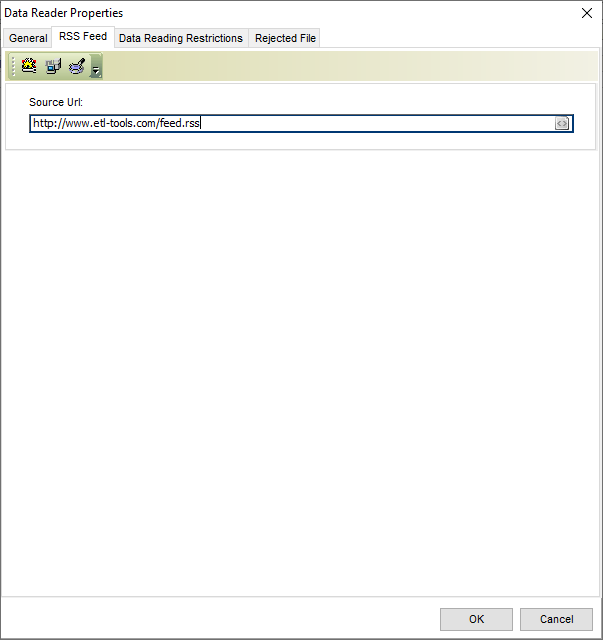 Data Reader Properties
General RSS Feed Data Reading Restrictions Rejected File
Source Url:
http://www.etl-tools.com/feed.rss
OK Cancel